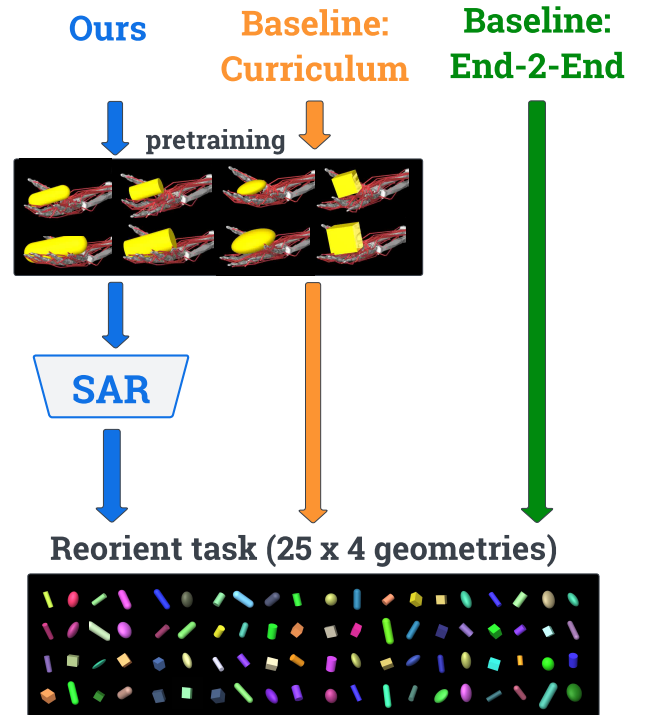 Ours
Baseline:
Curriculum
Baseline:
End-2-End
pretraining
SAR
Reorient task (25 x 4 geometries)